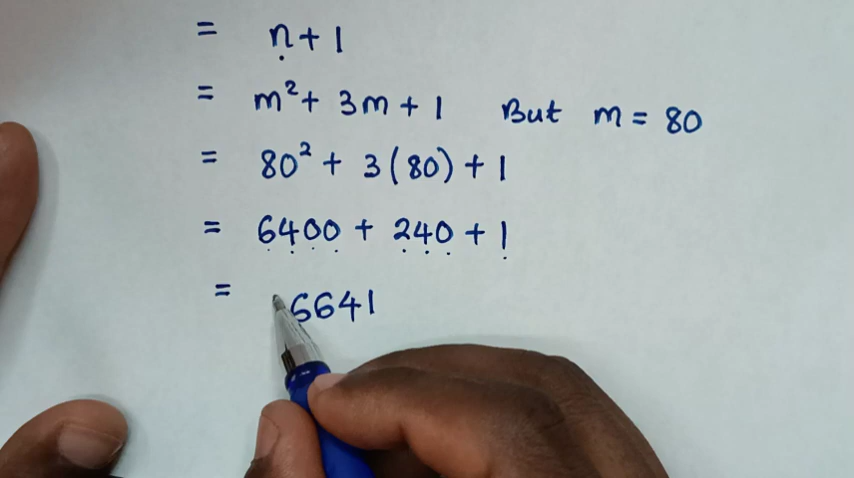 = n + 1
= m² + 3m + 1 But m = 80
= 80² + 3(80) + 1
= 6400 + 240 + 1
= 6641